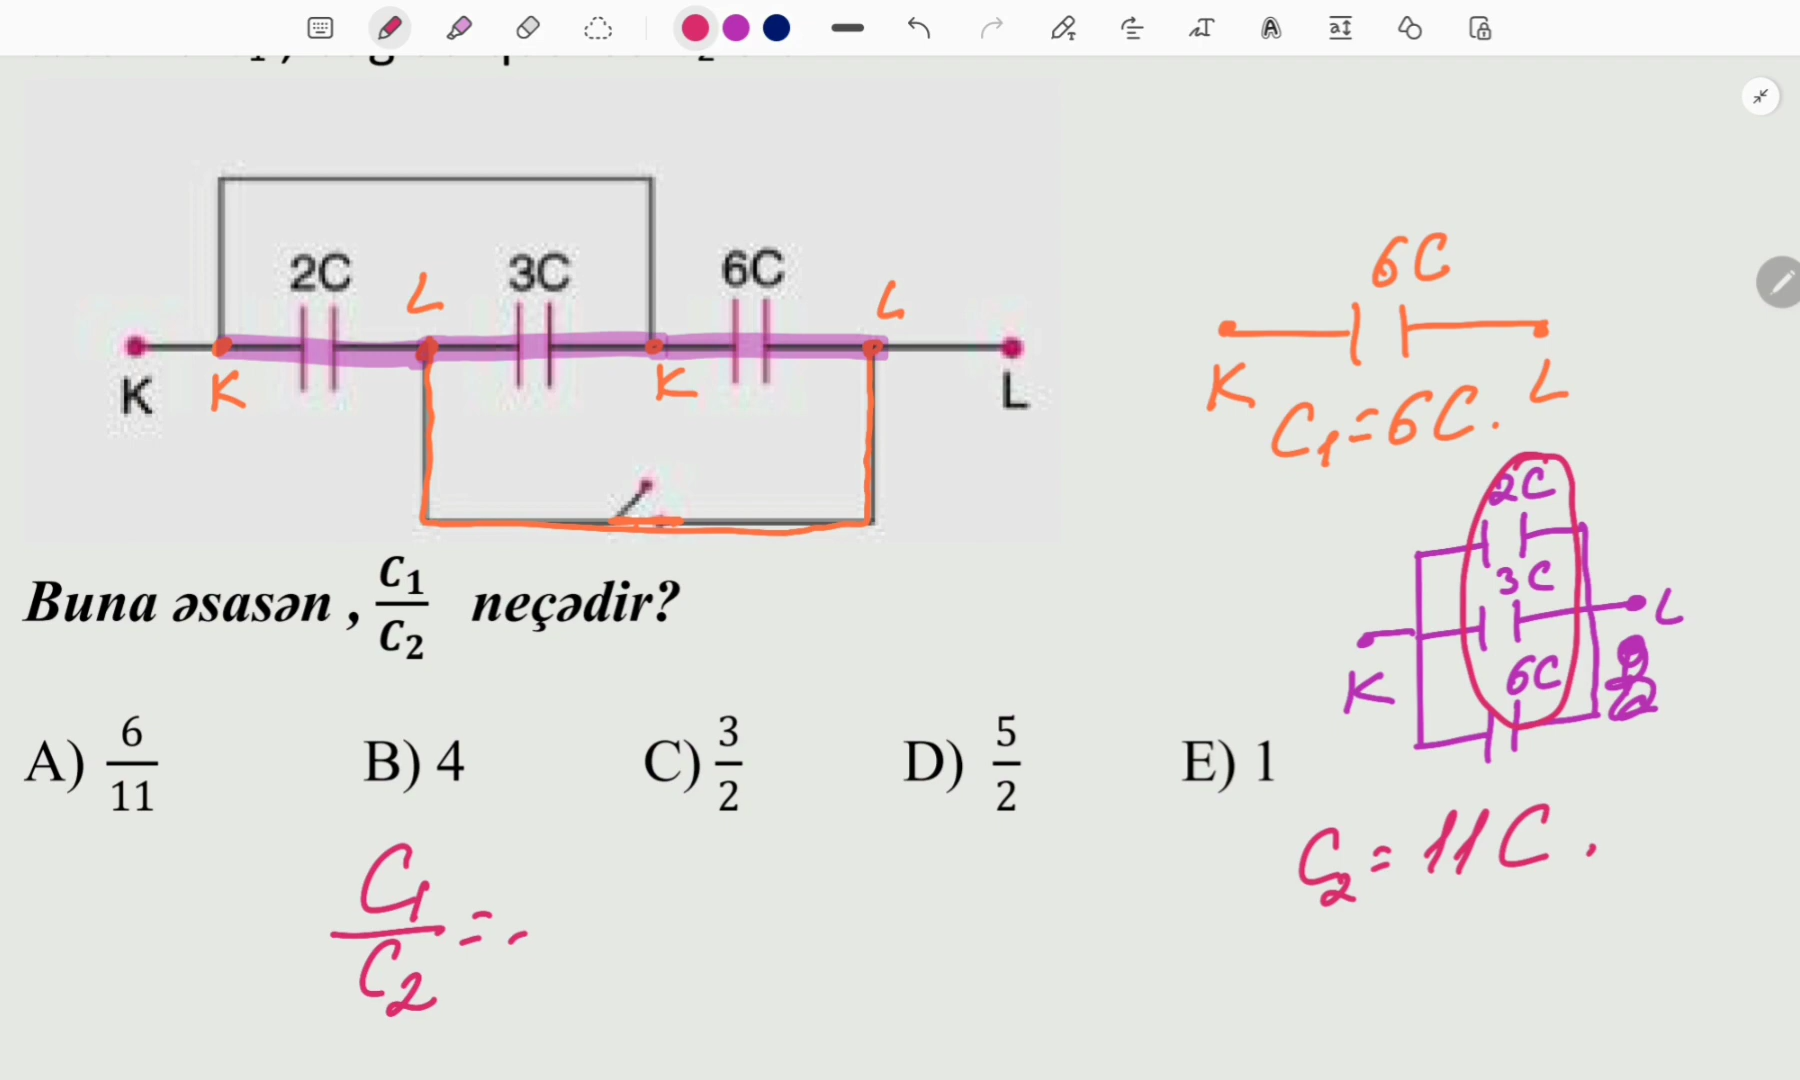 2C 3C 6C
L L
K K K L
6C
K L
C₁=6C.
2C
3C
L
6C
K
Buna əsasən , C₁/C₂ neçədir?
A) 6/11 B) 4 C) 3/2 D) 5/2 E) 1
C₂=11C.
C₁/C₂ =